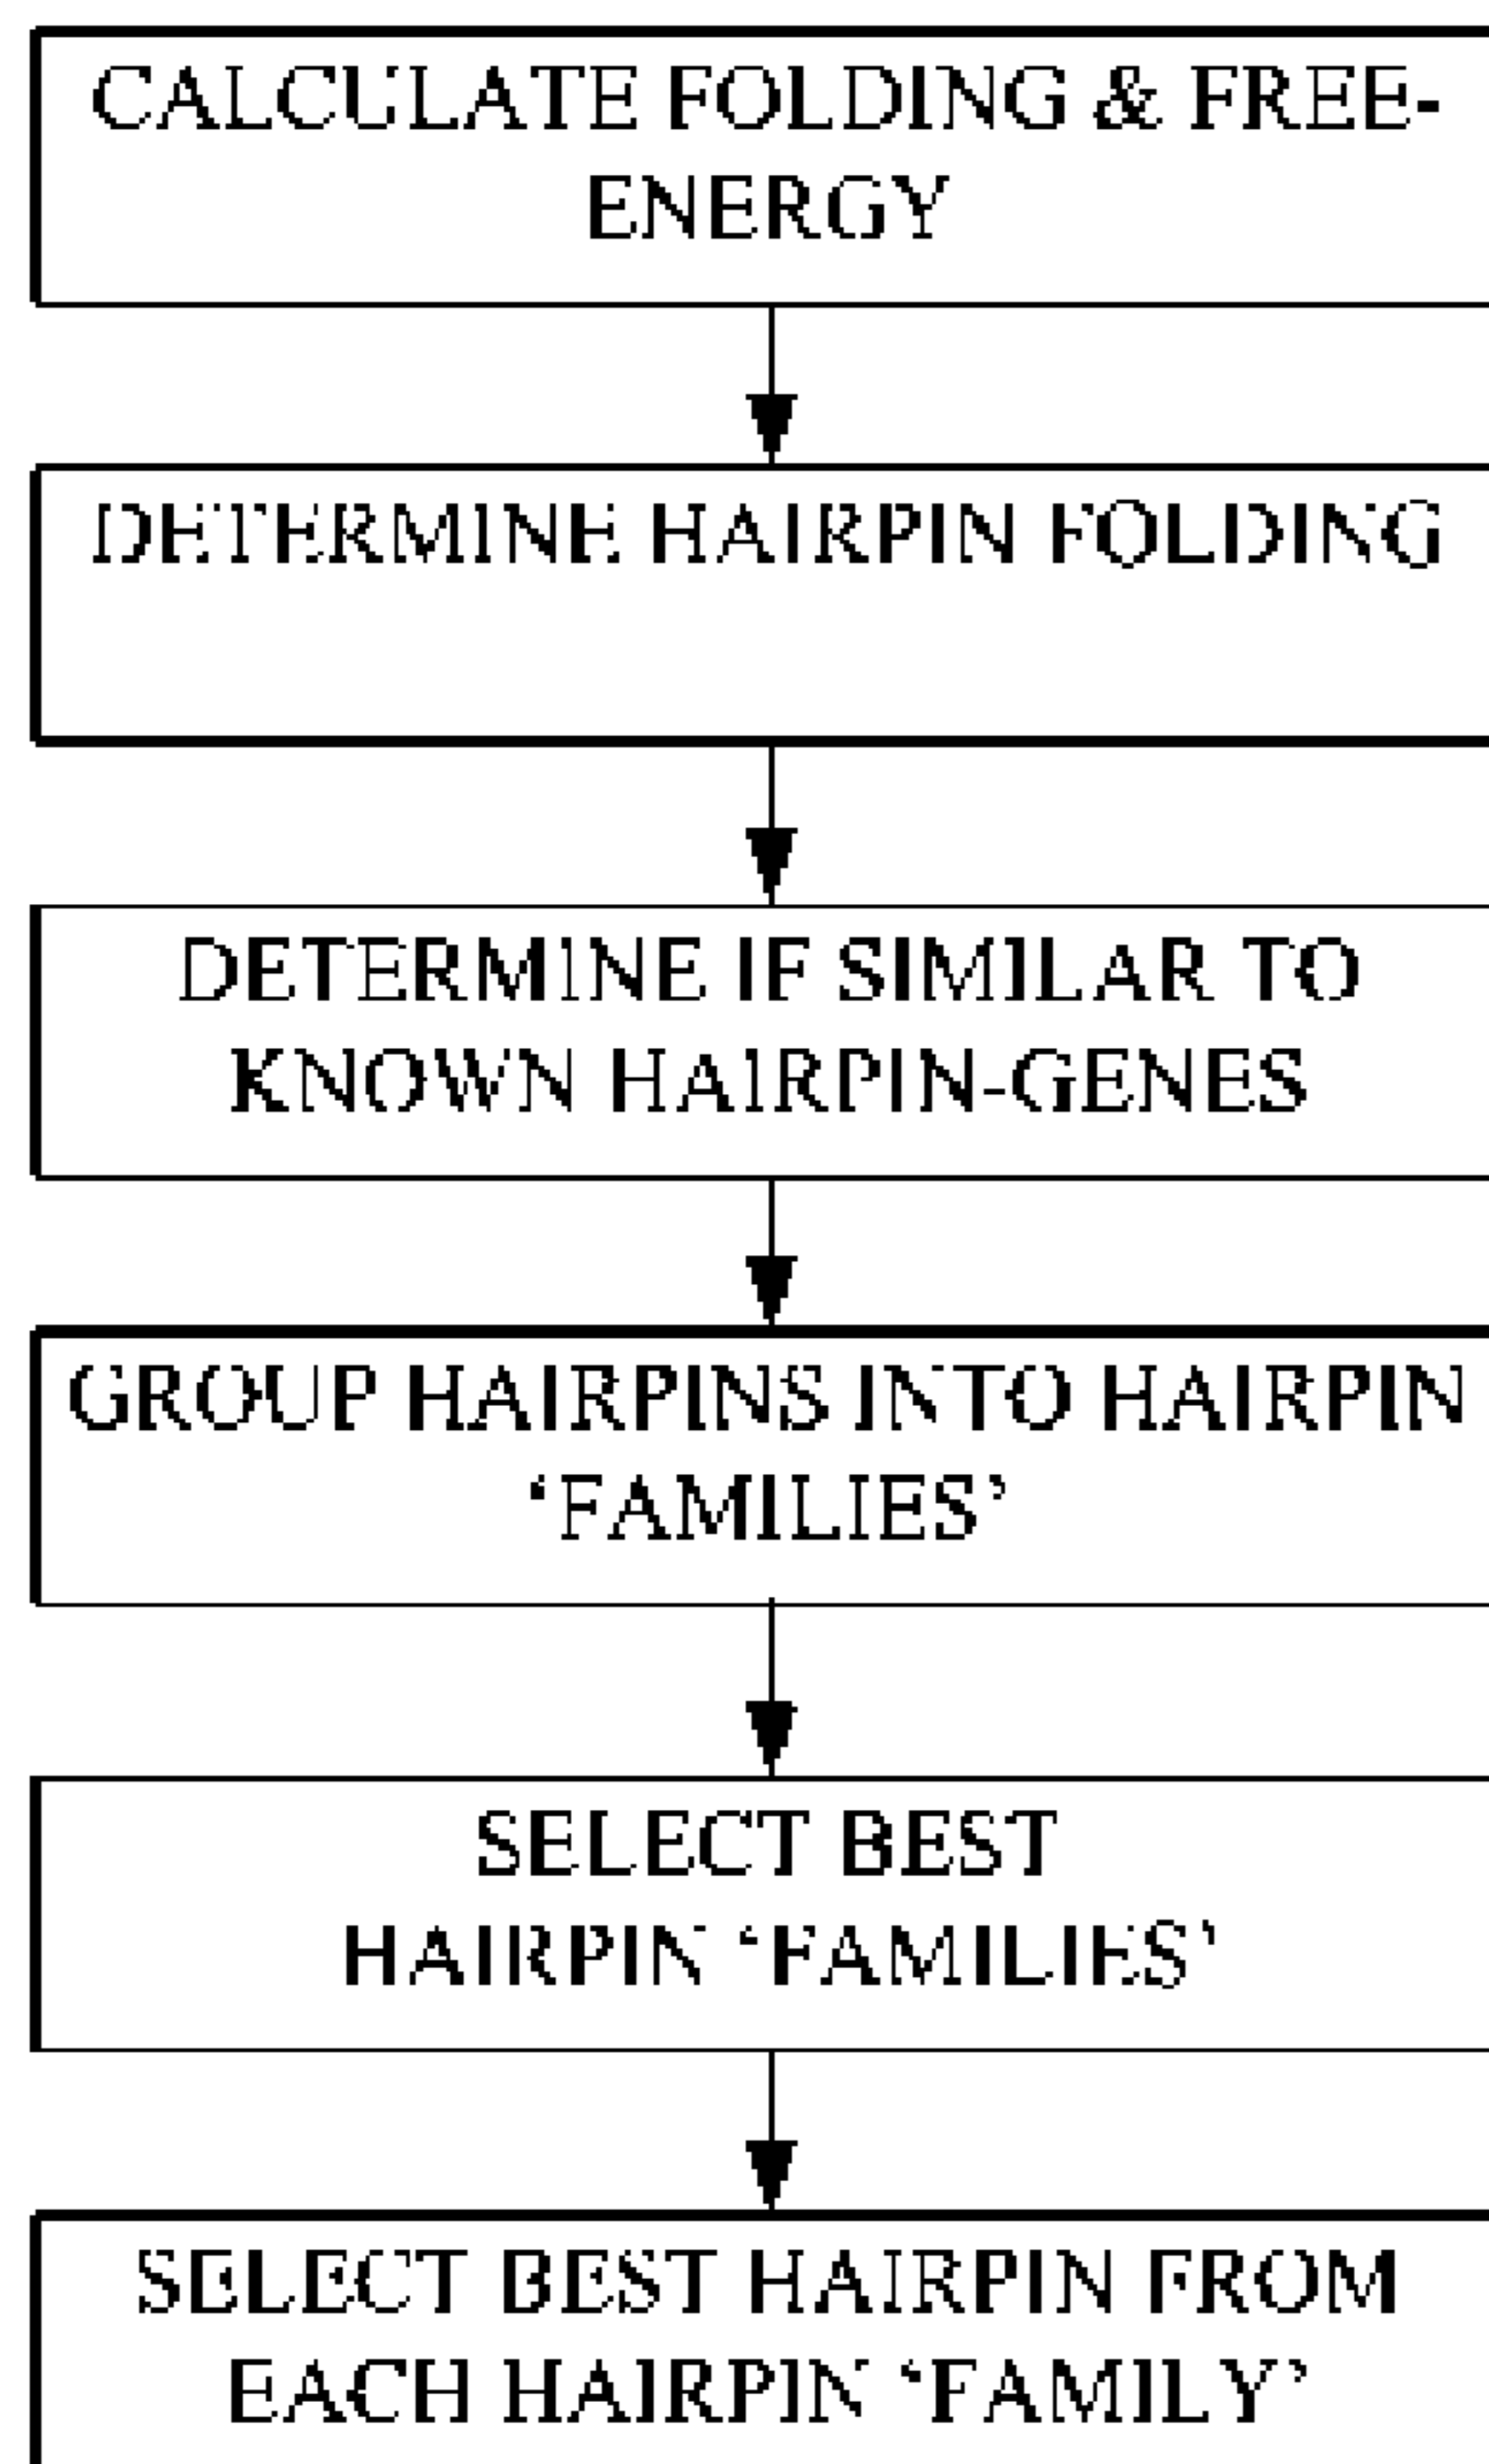 CALCULATE FOLDING & FREE-
ENERGY
DETERMINE HAIRPIN FOLDING
DETERMINE IF SIMILAR TO
KNOWN HAIRPIN-GENES
GROUP HAIRPINS INTO HAIRPIN
‘FAMILIES’
SELECT BEST
HAIRPIN ‘FAMILIES’
SELECT BEST HAIRPIN FROM
EACH HAIRPIN ‘FAMILY’